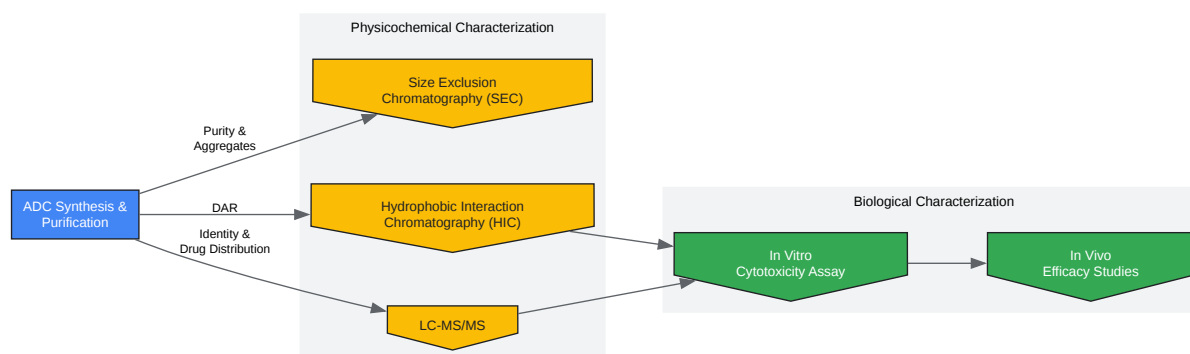 Physicochemical Characterization
Size Exclusion
Chromatography (SEC)
Purity &
Aggregates
ADC Synthesis &
Purification
DAR
Hydrophobic Interaction
Chromatography (HIC)
Identity &
Drug Distribution
LC-MS/MS
Biological Characterization
In Vitro
Cytotoxicity Assay
In Vivo
Efficacy Studies